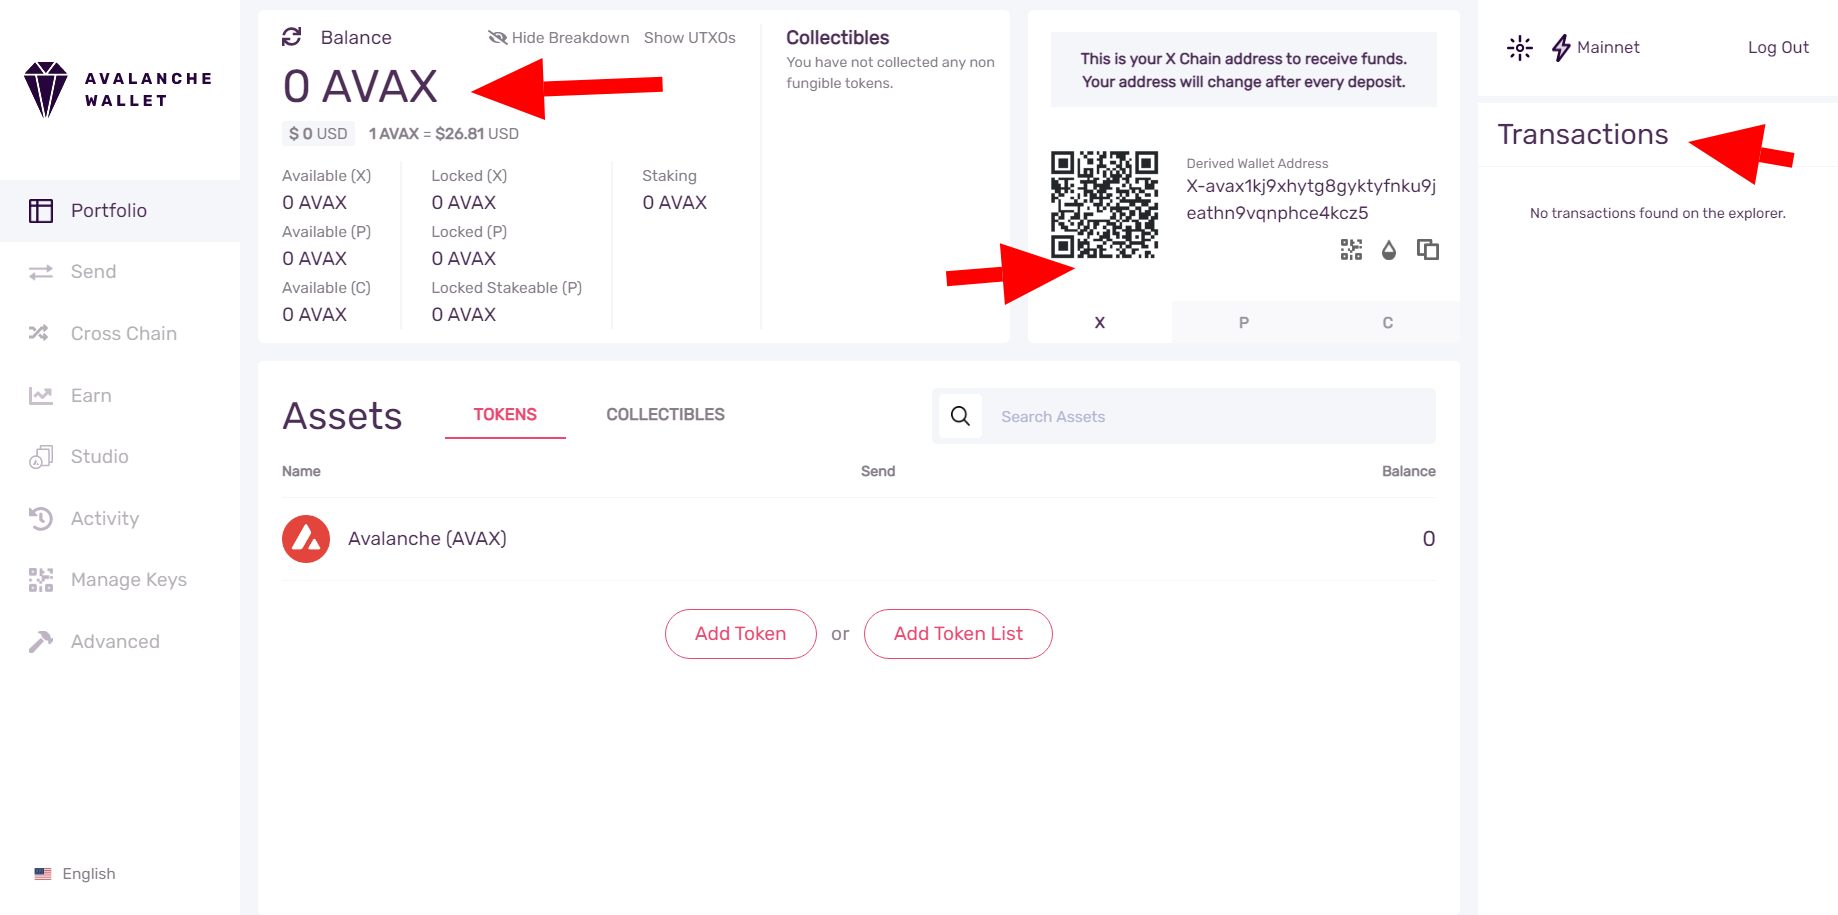 AVALANCHE
WALLET
Portfolio
Send
Cross Chain
Earn
Studio
Activity
Manage Keys
Advanced
English
Balance
Hide Breakdown
Show UTXOs
0 AVAX
$ 0 USD
1 AVAX = $26.81 USD
Available (X)
0 AVAX
Available (P)
0 AVAX
Available (C)
0 AVAX
Locked (X)
0 AVAX
Locked (P)
0 AVAX
Locked Stakeable (P)
0 AVAX
Staking
0 AVAX
Collectibles
You have not collected any non
fungible tokens.
This is your X Chain address to receive funds.
Your address will change after every deposit.
Derived Wallet Address
X-avax1kj9xhytg8gyktyfnku9j
eathn9vqnphce4kcz5
X
P
C
Assets
TOKENS
COLLECTIBLES
Search Assets
Name
Send
Balance
Avalanche (AVAX)
0
Add Token
or
Add Token List
Mainnet
Log Out
Transactions
No transactions found on the explorer.